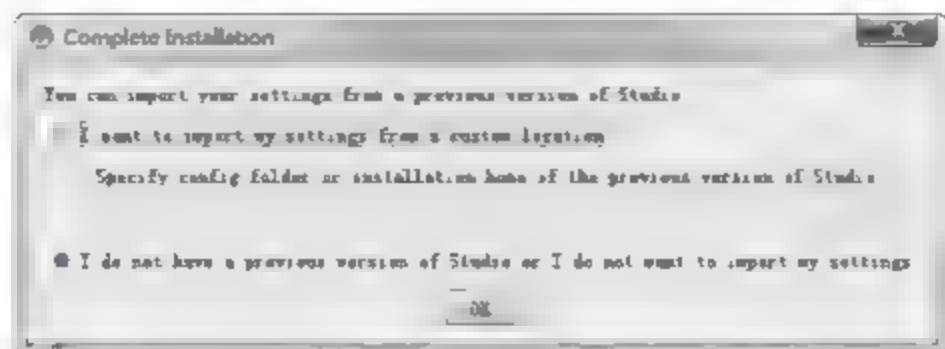 Complete Installation
X
You can import your settings from a previous version of Studio
I want to import my settings from a custom location
Specify config folder or installation home of the previous version of Studio
I do not have a previous version of Studio or I do not want to import my settings
OK